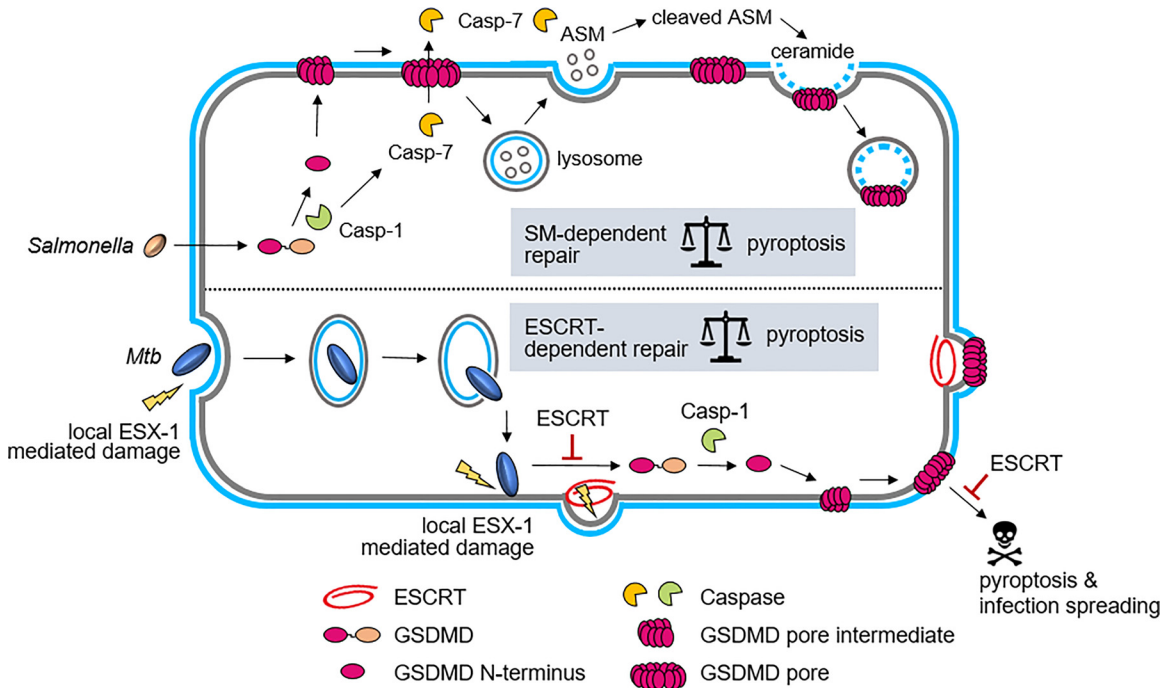 Casp-7
ASM
cleaved ASM
ceramide
Casp-7
lysosome
Casp-1
Salmonella
SM-dependent
repair
pyroptosis
ESCRT-
dependent repair
pyroptosis
Mtb
local ESX-1
mediated damage
ESCRT
Casp-1
ESCRT
local ESX-1
mediated damage
pyroptosis &
infection spreading
ESCRT
Caspase
GSDMD
GSDMD pore intermediate
GSDMD N-terminus
GSDMD pore